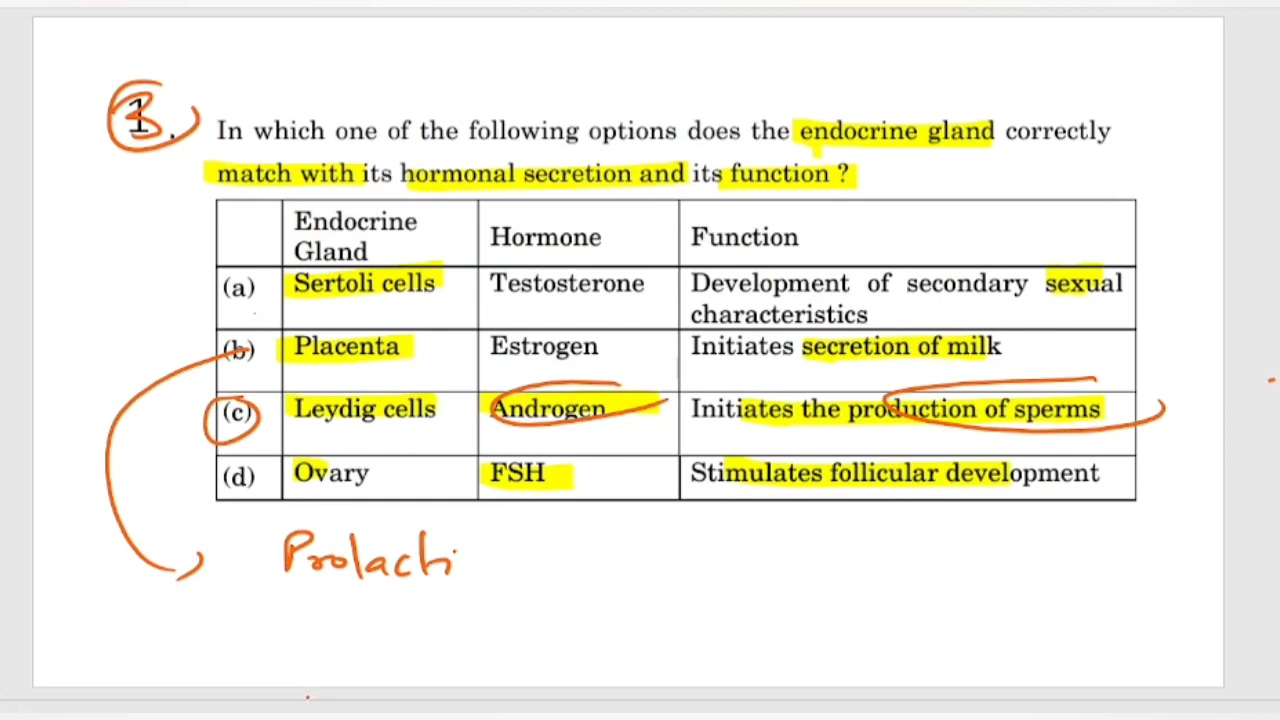 In which one of the following options does the endocrine gland correctly
match with its hormonal secretion and its function ?
Endocrine
Gland
Hormone
Function
(a) Sertoli cells Testosterone Development of secondary sexual
characteristics
(b) Placenta Estrogen Initiates secretion of milk
(c) Leydig cells Androgen Initiates the production of sperms
(d) Ovary FSH Stimulates follicular development
Prolacti